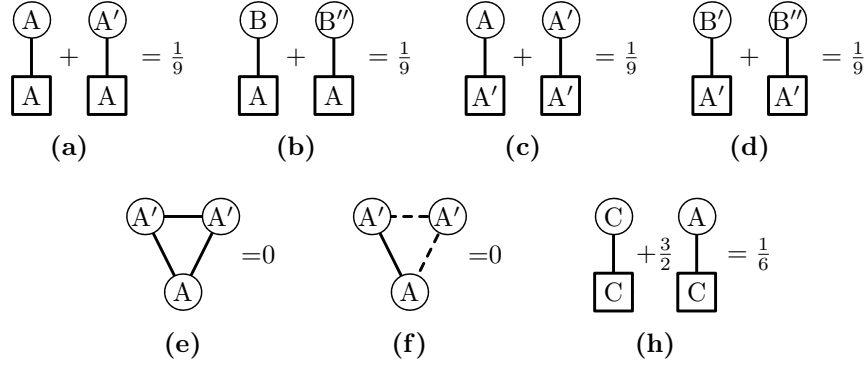 A A′ B B″ A A′ B′ B″
+ = 1/9 + = 1/9 + = 1/9 + = 1/9
A A A A A′ A′ A′ A′
(a) (b) (c) (d)
A′ A′ A′ A′ C A
=0 =0 +3/2 = 1/6
A A C C
(e) (f) (h)